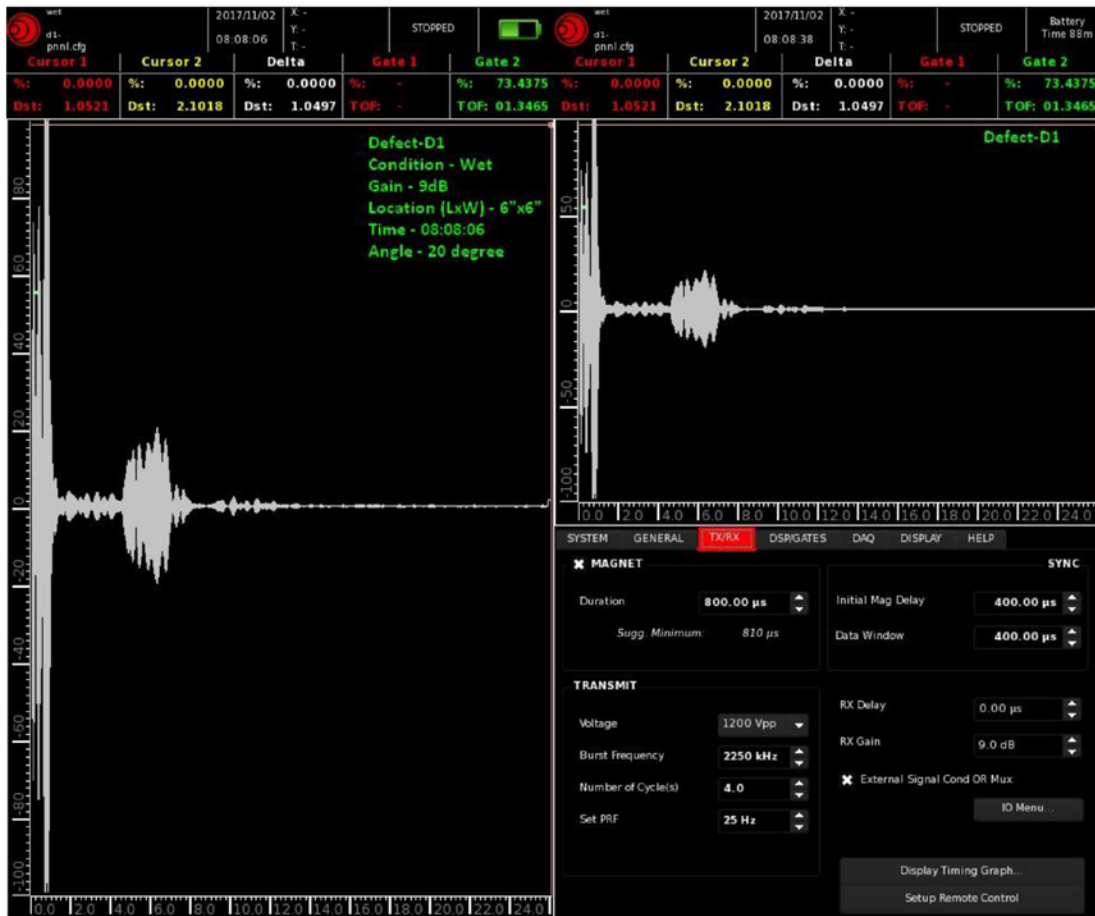 wet
d1-
pnnl.cfg
2017/11/02
08:08:06
X: -
Y: -
T: -
STOPPED
Cursor 1 Cursor 2 Delta Gate 1 Gate 2
%: 0.0000 %: 0.0000 %: 0.0000 %: - %: 73.4375
Dst: 1.0521 Dst: 2.1018 Dst: 1.0497 TOF: - TOF: 01.3465
Defect-D1
Condition - Wet
Gain - 9dB
Location (LxW) - 6"x6"
Time - 08:08:06
Angle - 20 degree
80
60
40
20
0
-20
-40
-60
-80
-100
0.0 2.0 4.0 6.0 8.0 10.0 12.0 14.0 16.0 18.0 20.0 22.0 24.0
wet
d1-
pnnl.cfg
2017/11/02
08:08:38
X: -
Y: -
T: -
STOPPED
Battery
Time 88m
Cursor 1 Cursor 2 Delta Gate 1 Gate 2
%: 0.0000 %: 0.0000 %: 0.0000 %: - %: 73.4375
Dst: 1.0521 Dst: 2.1018 Dst: 1.0497 TOF: - TOF: 01.3465
Defect-D1
50
0
-50
-100
0.0 2.0 4.0 6.0 8.0 10.0 12.0 14.0 16.0 18.0 20.0 22.0 24.0
SYSTEM GENERAL TX/RX DSP/GATES DAQ DISPLAY HELP
MAGNET
Duration 800.00 µs
Sugg. Minimum: 810 µs
SYNC
Initial Mag Delay 400.00 µs
Data Window 400.00 µs
TRANSMIT
Voltage 1200 Vpp
Burst Frequency 2250 kHz
Number of Cycle(s) 4.0
Set PRF 25 Hz
RX Delay 0.00 µs
RX Gain 9.0 dB
External Signal Cond OR Mux
IO Menu...
Display Timing Graph...
Setup Remote Control